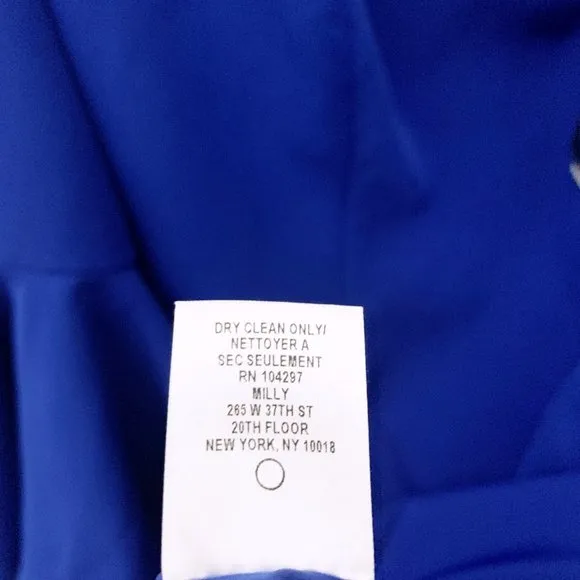 DRY CLEAN ONLY/
NETTOYER A
SEC SEULEMENT
RN 104297
MILLY
265 W 37TH ST
20TH FLOOR
NEW YORK, NY 10018